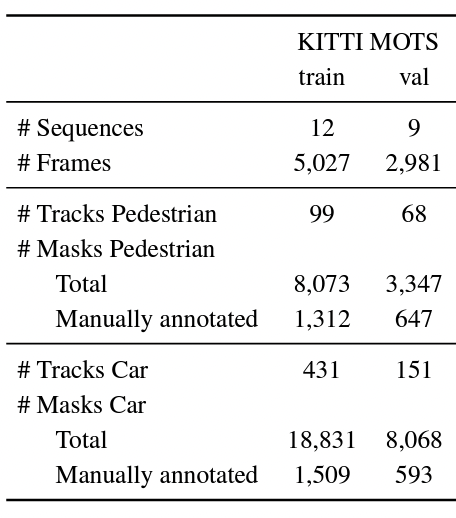 KITTI MOTS
train val
# Sequences 12 9
# Frames 5,027 2,981
# Tracks Pedestrian 99 68
# Masks Pedestrian
Total 8,073 3,347
Manually annotated 1,312 647
# Tracks Car 431 151
# Masks Car
Total 18,831 8,068
Manually annotated 1,509 593